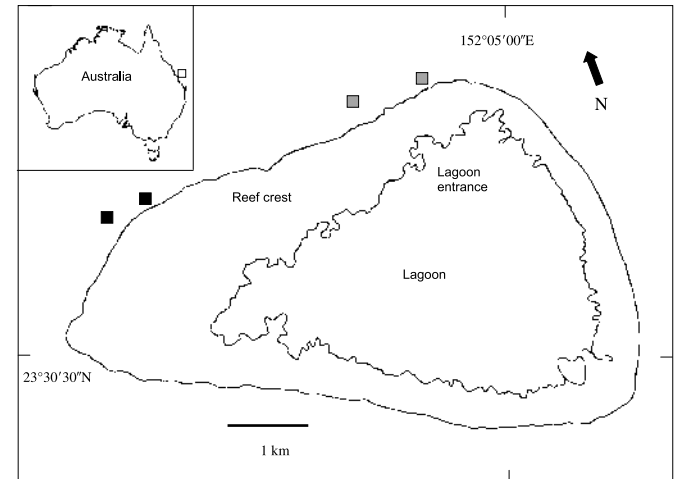 152°05′00″E
Australia
N
Lagoon
entrance
Reef crest
Lagoon
23°30′30″N
1 km